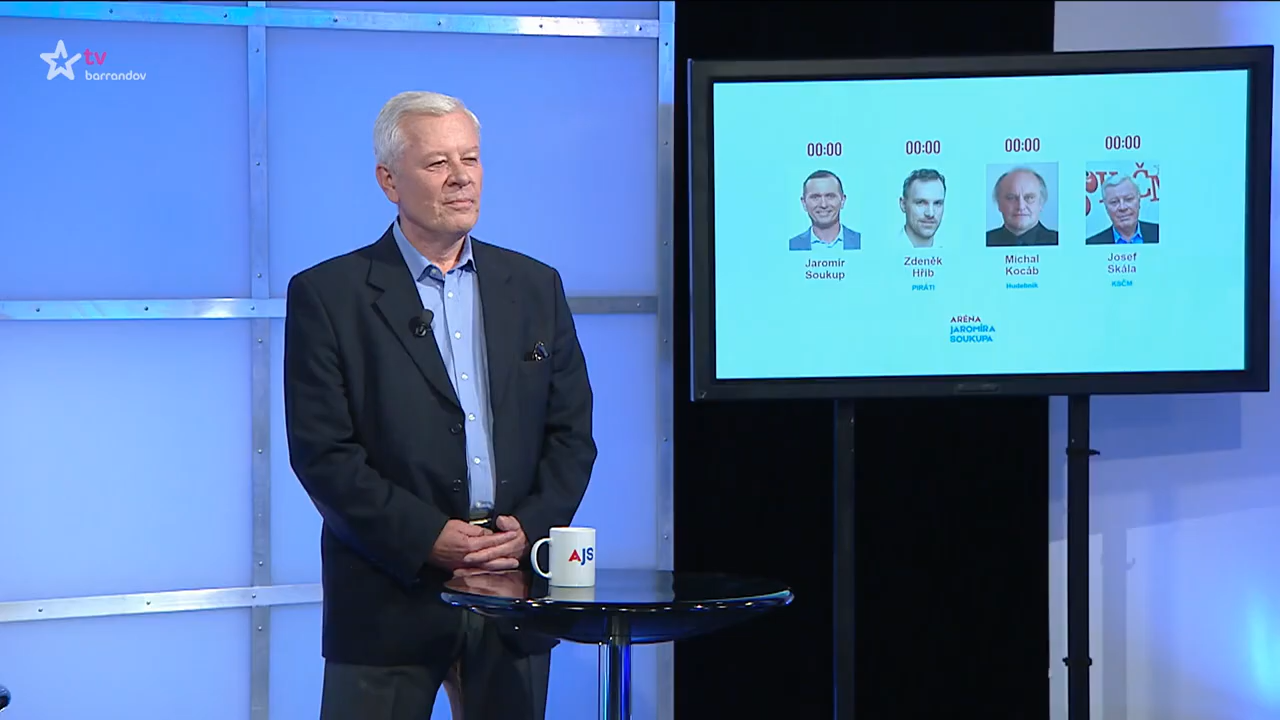 tv
barrandov
00:00
00:00
00:00
00:00
Jaromír
Soukup
Zdeněk
Hřib
PIRÁTI
Michal
Kocáb
Hudebník
Josef
Skála
KSČM
ARÉNA
JAROMÍRA
SOUKUPA
AJS